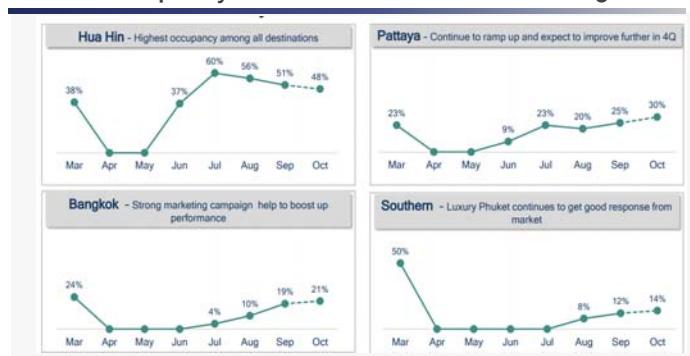 Hua Hin - Highest occupancy among all destinations
38%
37%
60%
56%
51%
48%
Mar Apr May Jun Jul Aug Sep Oct
Pattaya - Continue to ramp up and expect to improve further in 4Q
23%
9%
23%
20%
25%
30%
Mar Apr May Jun Jul Aug Sep Oct
Bangkok - Strong marketing campaign help to boost up
performance
24%
4%
10%
19%
21%
Mar Apr May Jun Jul Aug Sep Oct
Southern - Luxury Phuket continues to get good response from
market
50%
8%
12%
14%
Mar Apr May Jun Jul Aug Sep Oct